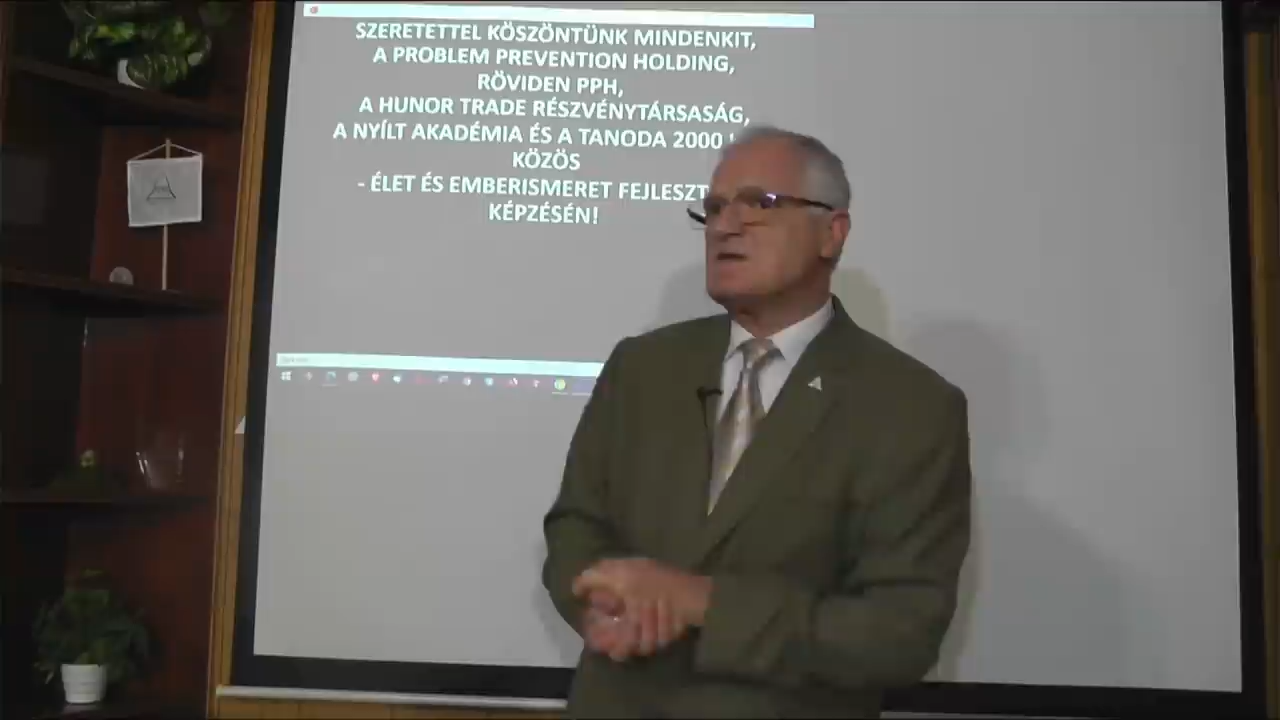 SZERETETTEL KÖSZÖNTÜNK MINDENKIT,
A PROBLEM PREVENTION HOLDING,
RÖVIDEN PPH,
A HUNOR TRADE RÉSZVÉNYTÁRSASÁG,
A NYÍLT AKADÉMIA ÉS A TANODA 2000
KÖZÖS
- ÉLET ÉS EMBERISMERET FEJLESZT
KÉPZÉSÉN!